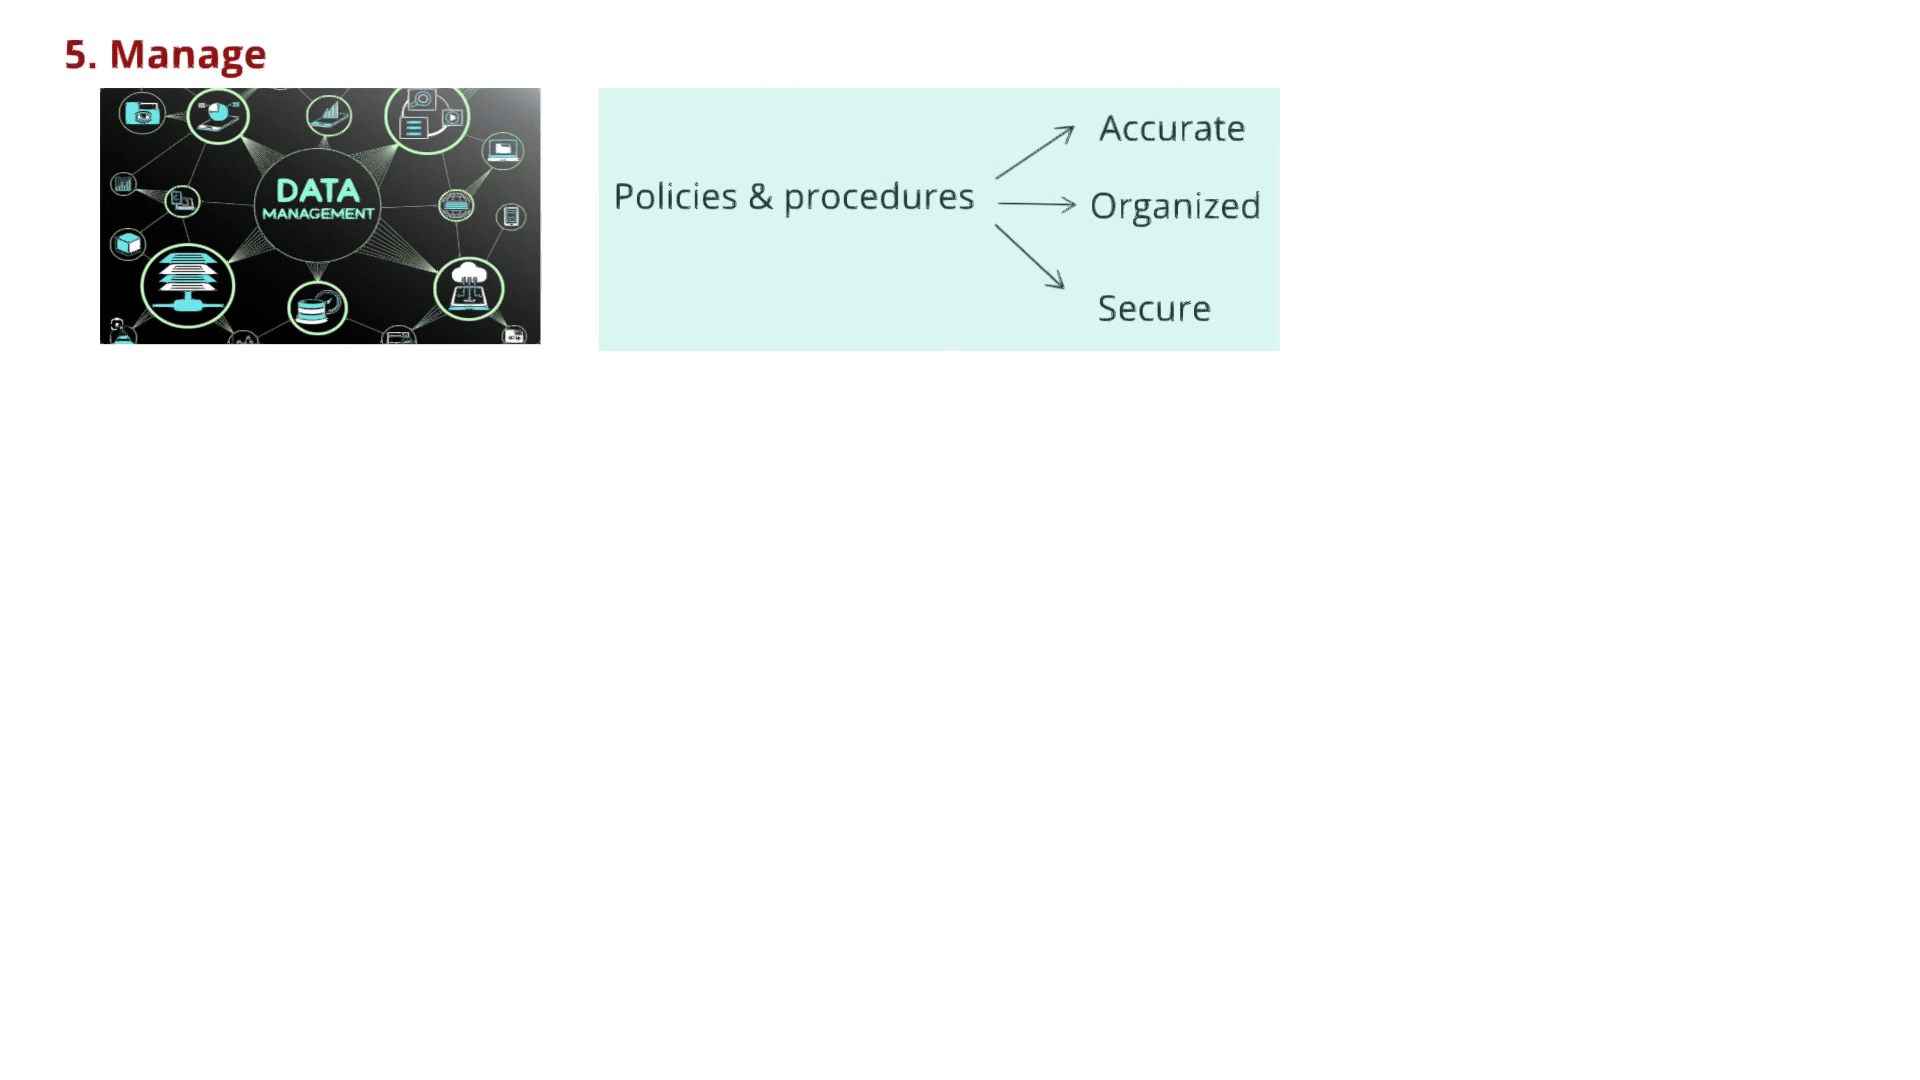 5. Manage
DATA
MANAGEMENT
Policies & procedures
Accurate
Organized
Secure